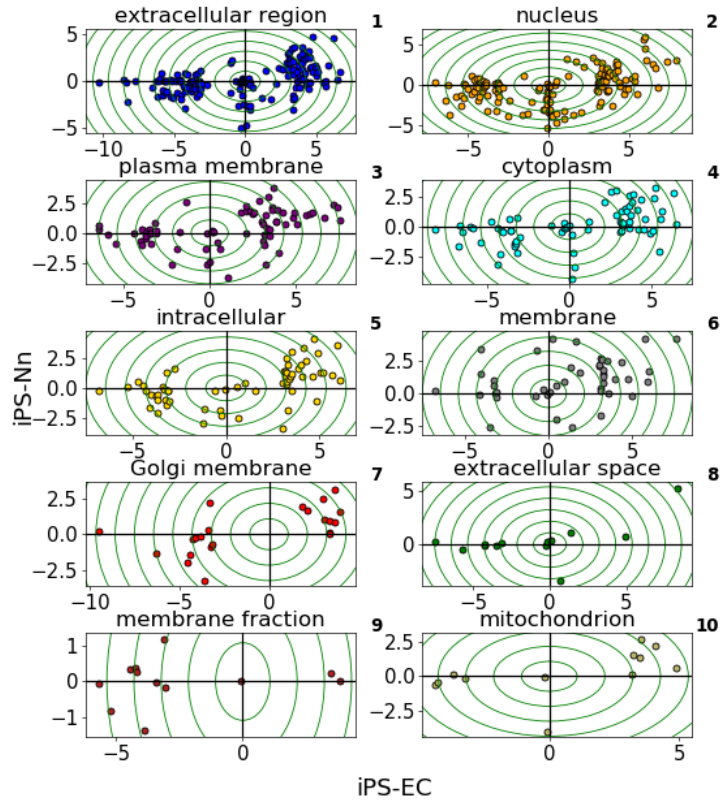 extracellular region 1
5
0
−5
−10 −5 0 5
nucleus 2
5
0
−5
−5 0 5
plasma membrane 3
2.5
0.0
−2.5
−5 0 5
cytoplasm 4
2.5
0.0
−2.5
−5 0 5
intracellular 5
2.5
0.0
−2.5
−5 0 5
membrane 6
2.5
0.0
−2.5
−5 0 5
Golgi membrane 7
2.5
0.0
−2.5
−10 −5 0
extracellular space 8
5
0
−5 0 5
membrane fraction 9
1
0
−1
−5 0
mitochondrion 10
2.5
0.0
−2.5
−5 0 5
iPS-Nn
iPS-EC